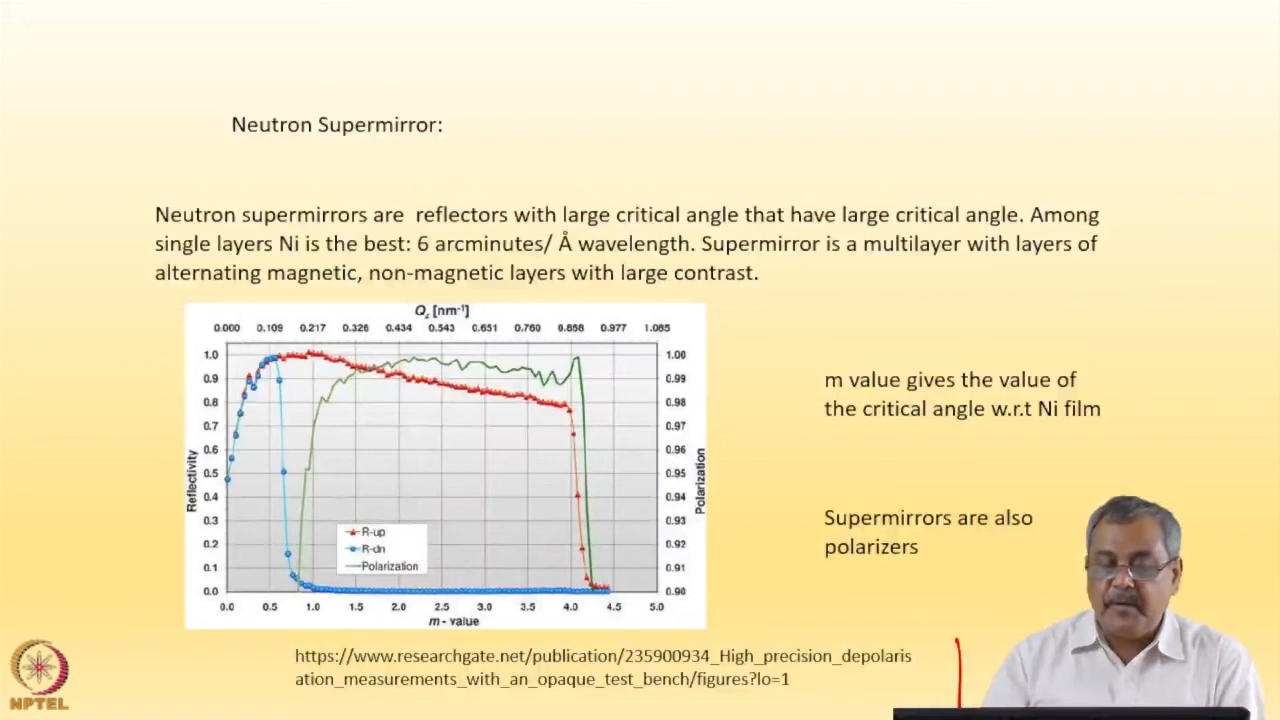 Neutron Supermirror:
Neutron supermirrors are reflectors with large critical angle that have large critical angle. Among
single layers Ni is the best: 6 arcminutes/ Å wavelength. Supermirror is a multilayer with layers of
alternating magnetic, non-magnetic layers with large contrast.
Qz [nm-1]
0.000 0.109 0.217 0.326 0.434 0.543 0.651 0.760 0.868 0.977 1.085
1.0 1.00
0.9 0.99
0.8 0.98
0.7 0.97
0.6 0.96
0.5 0.95
0.4 0.94
0.3 0.93
0.2 0.92
0.1 0.91
0.0 0.90
Reflectivity
Polarization
R-up
R-dn
Polarization
0.0 0.5 1.0 1.5 2.0 2.5 3.0 3.5 4.0 4.5 5.0
m - value
m value gives the value of
the critical angle w.r.t Ni film
Supermirrors are also
polarizers
https://www.researchgate.net/publication/235900934_High_precision_depolaris
ation_measurements_with_an_opaque_test_bench/figures?lo=1
NPTEL